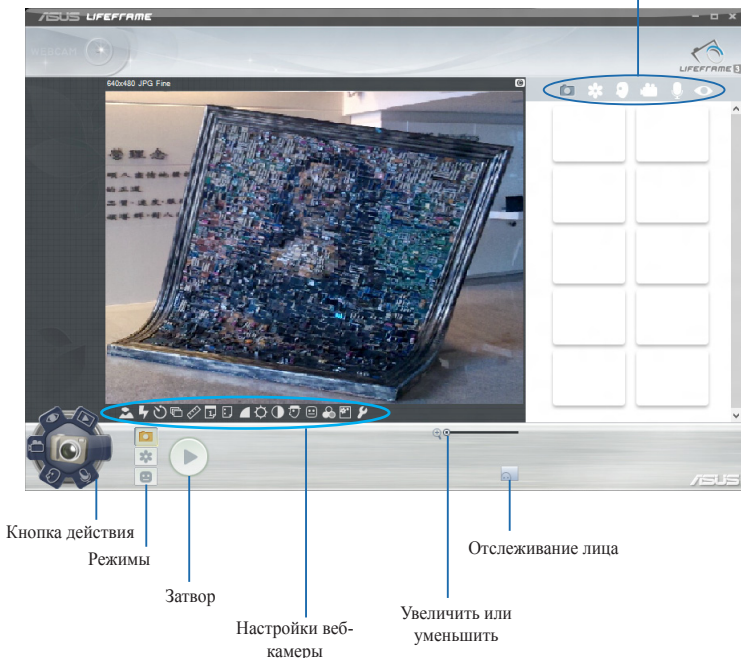 ASUS LIFEFRAME
WEBCAM
LIFEFRAME 3
640x480 JPG Fine
ASUS
Кнопка действия
Режимы
Затвор
Настройки веб-
камеры
Увеличить или
уменьшить
Отслеживание лица